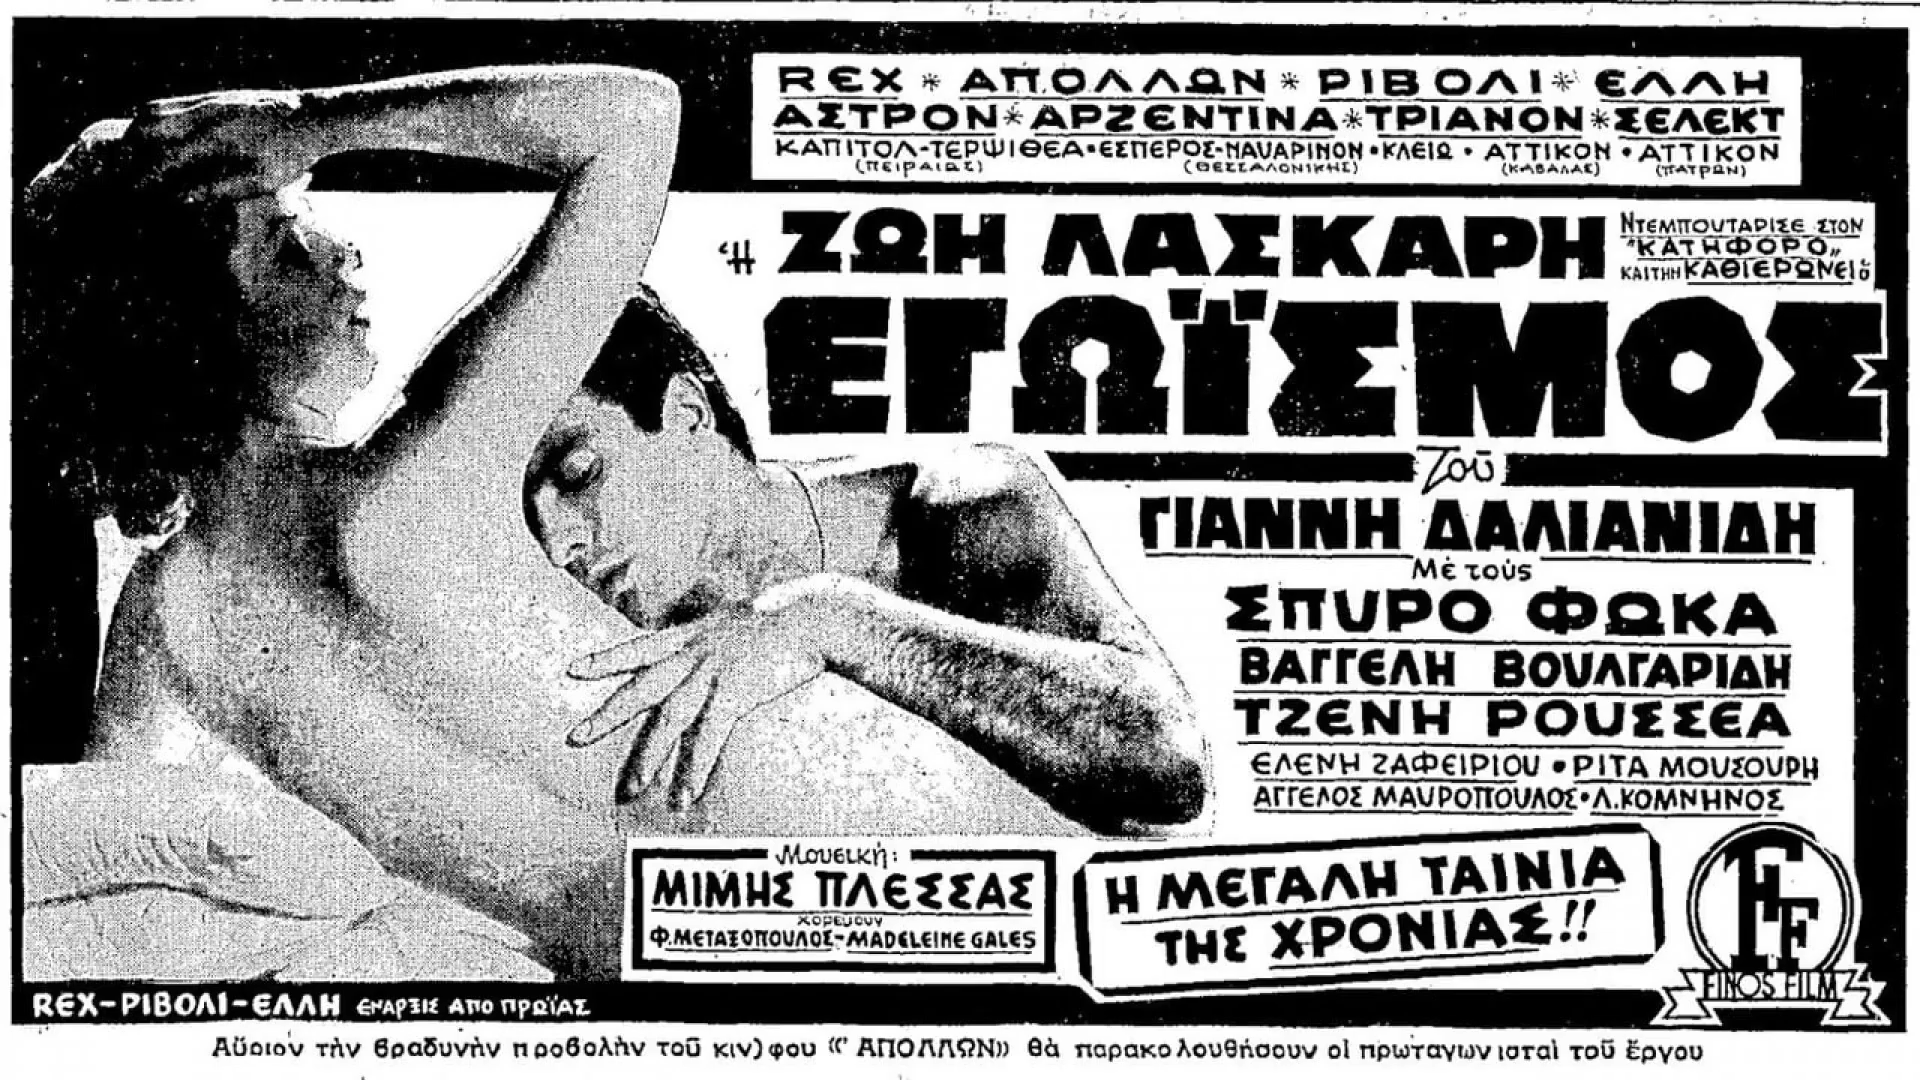 REX * ΑΠΟΛΛΩΝ * ΡΙΒΟΛΙ * ΕΛΛΗ
ΑΣΤΡΟΝ * ΑΡΖΕΝΤΙΝΑ * ΤΡΙΑΝΟΝ * ΣΕΛΕΚΤ
ΚΑΠΙΤΟΛ-ΤΕΡΨΙΘΕΑ • ΕΣΠΕΡΟΣ-ΝΑΥΑΡΙΝΟΝ • ΚΛΕΙΩ • ΑΤΤΙΚΟΝ • ΑΤΤΙΚΟΝ
(ΠΕΙΡΑΙΩΣ) (ΘΕΣΣΑΛΟΝΙΚΗΣ) (ΚΑΒΑΛΑΣ) (ΠΑΤΡΩΝ)
Ἡ ΖΩΗ ΛΑΣΚΑΡΗ ΝΤΕΜΠΟΥΤΑΡΙΣΕ ΣΤΟΝ
"ΚΑΤΗΦΟΡΟ„
ΚΑΙ ΤΗΝ ΚΑΘΙΕΡΩΝΕΙ ὁ
ΕΓΩΪΣΜΟΣ
Τοῦ
ΓΙΑΝΝΗ ΔΑΛΙΑΝΙΔΗ
Μὲ τοὺς
ΣΠΥΡΟ ΦΩΚΑ
ΒΑΓΓΕΛΗ ΒΟΥΛΓΑΡΙΔΗ
ΤΖΕΝΗ ΡΟΥΣΣΕΑ
ΕΛΕΝΗ ΖΑΦΕΙΡΙΟΥ • ΡΙΤΑ ΜΟΥΣΟΥΡΗ
ΑΓΓΕΛΟΣ ΜΑΥΡΟΠΟΥΛΟΣ • Λ. ΚΟΜΝΗΝΟΣ
Μουσική:
ΜΙΜΗΣ ΠΛΕΣΣΑΣ
ΧΟΡΕΥΟΥΝ
Φ. ΜΕΤΑΞΟΠΟΥΛΟΣ-MADELEINE GALES
Η ΜΕΓΑΛΗ ΤΑΙΝΙΑ
ΤΗΣ ΧΡΟΝΙΑΣ!!
FHF
FINOS FILM
REX-ΡΙΒΟΛΙ-ΕΛΛΗ ΕΝΑΡΞΙΣ ΑΠΟ ΠΡΩΪΑΣ
Αὔριον τὴν βραδυνὴν προβολὴν τοῦ κιν)φου «'ΑΠΟΛΛΩΝ» θὰ παρακολουθήσουν οἱ πρωταγωνισταὶ τοῦ ἔργου